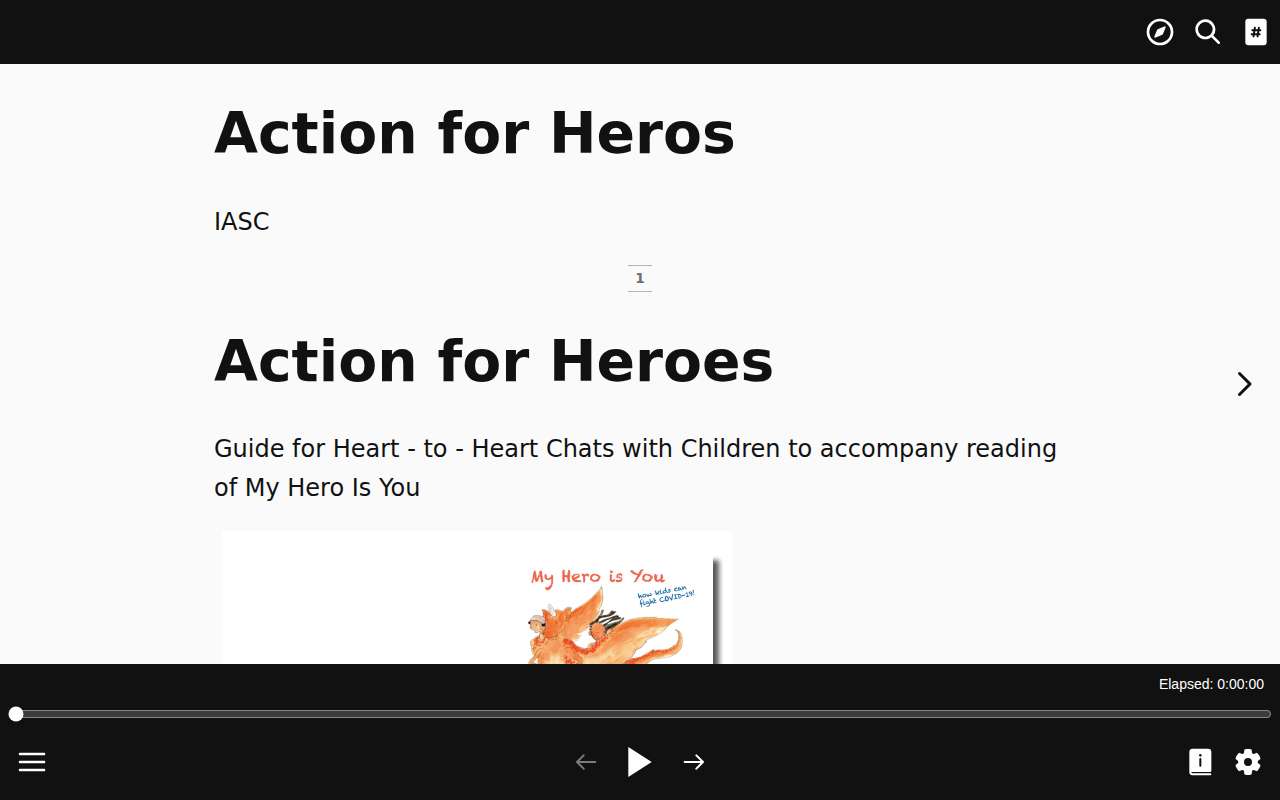 Action for Heros
IASC
1
Action for Heroes
Guide for Heart - to - Heart Chats with Children to accompany reading
of My Hero Is You
My Hero is You
how kids can
fight COVID-19!
Elapsed: 0:00:00